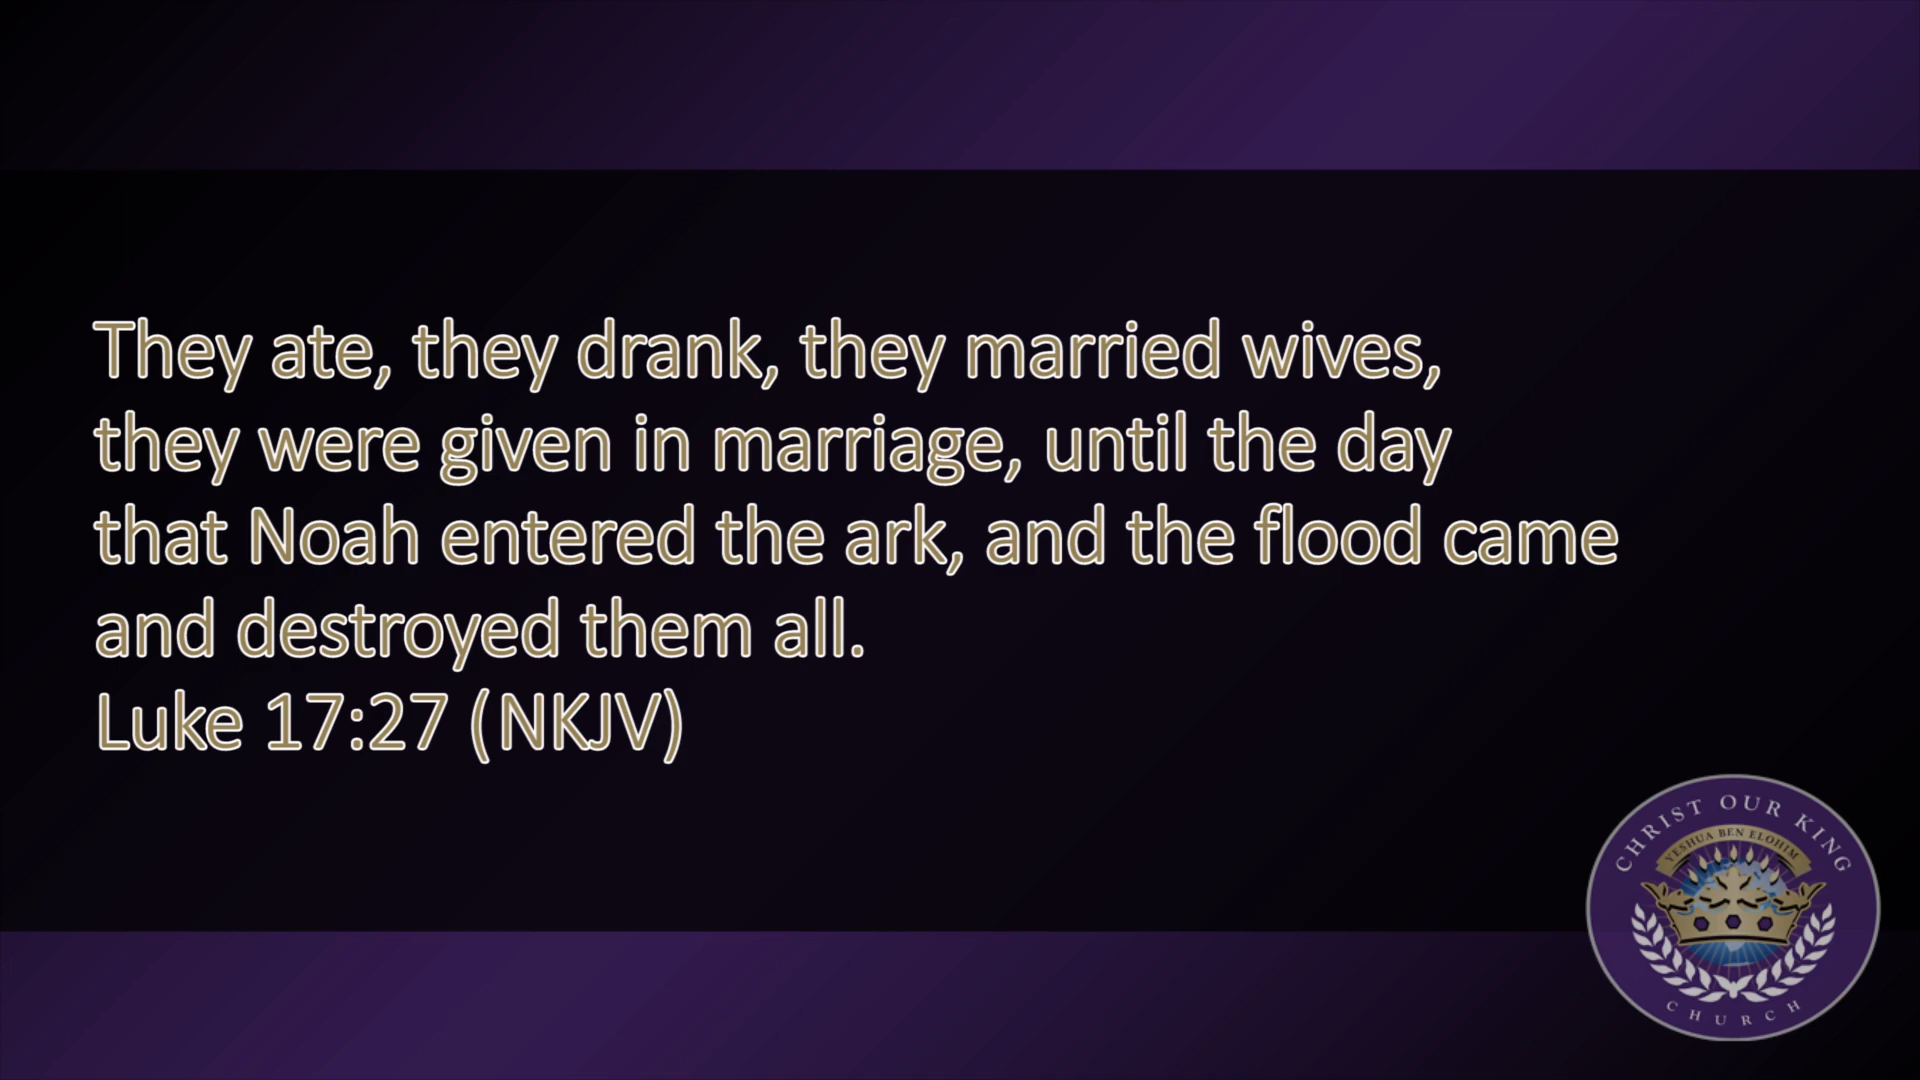 They ate, they drank, they married wives,
they were given in marriage, until the day
that Noah entered the ark, and the flood came
and destroyed them all.
Luke 17:27 (NKJV)
CHRIST OUR KING
YESHUA BEN ELOHIM
CHURCH